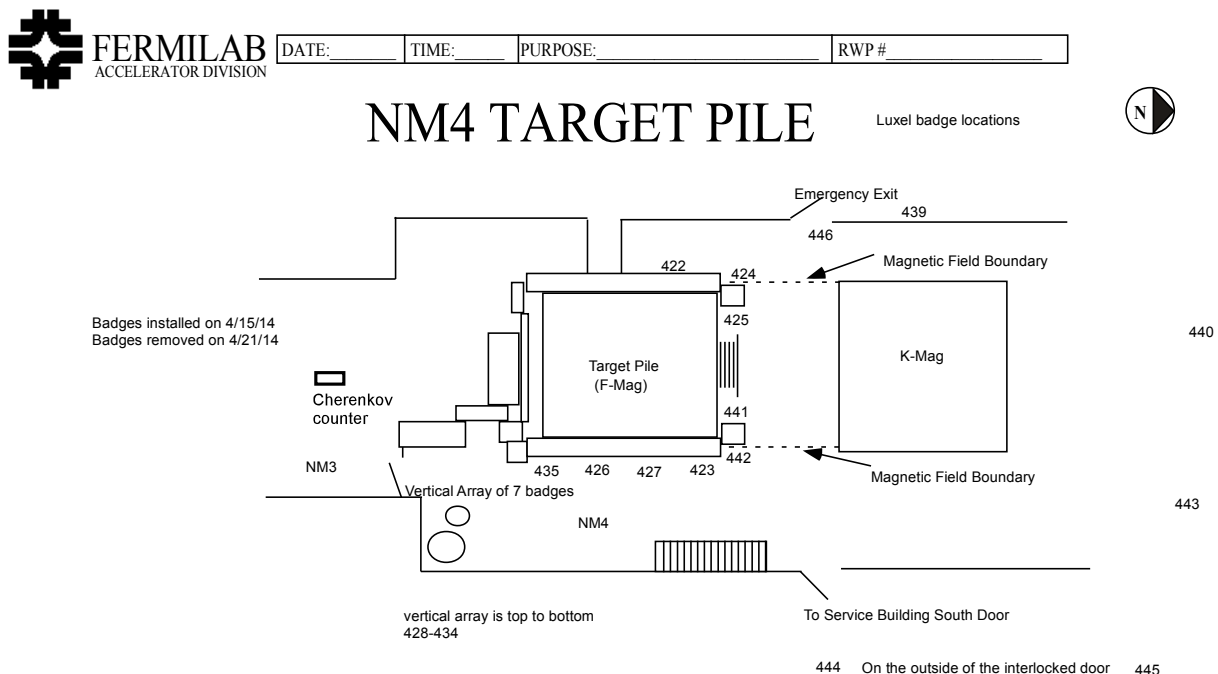 FERMILAB
ACCELERATOR DIVISION
DATE:________ TIME:______ PURPOSE:___________________________ RWP #___________________
NM4 TARGET PILE
Luxel badge locations
N
Emergency Exit
439
446
422
424
Magnetic Field Boundary
Badges installed on 4/15/14
Badges removed on 4/21/14
425
440
Target Pile
(F-Mag)
K-Mag
Cherenkov
counter
441
442
NM3
435 426 427 423
Magnetic Field Boundary
Vertical Array of 7 badges
443
NM4
vertical array is top to bottom
428-434
To Service Building South Door
444 On the outside of the interlocked door 445